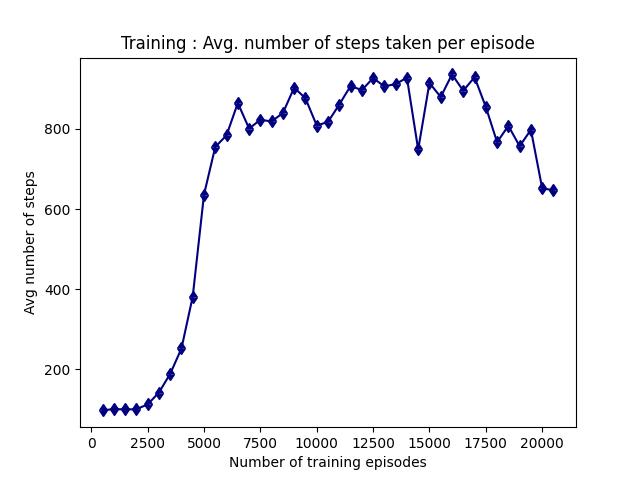 Training : Avg. number of steps taken per episode
Avg number of steps
800
600
400
200
0 2500 5000 7500 10000 12500 15000 17500 20000
Number of training episodes